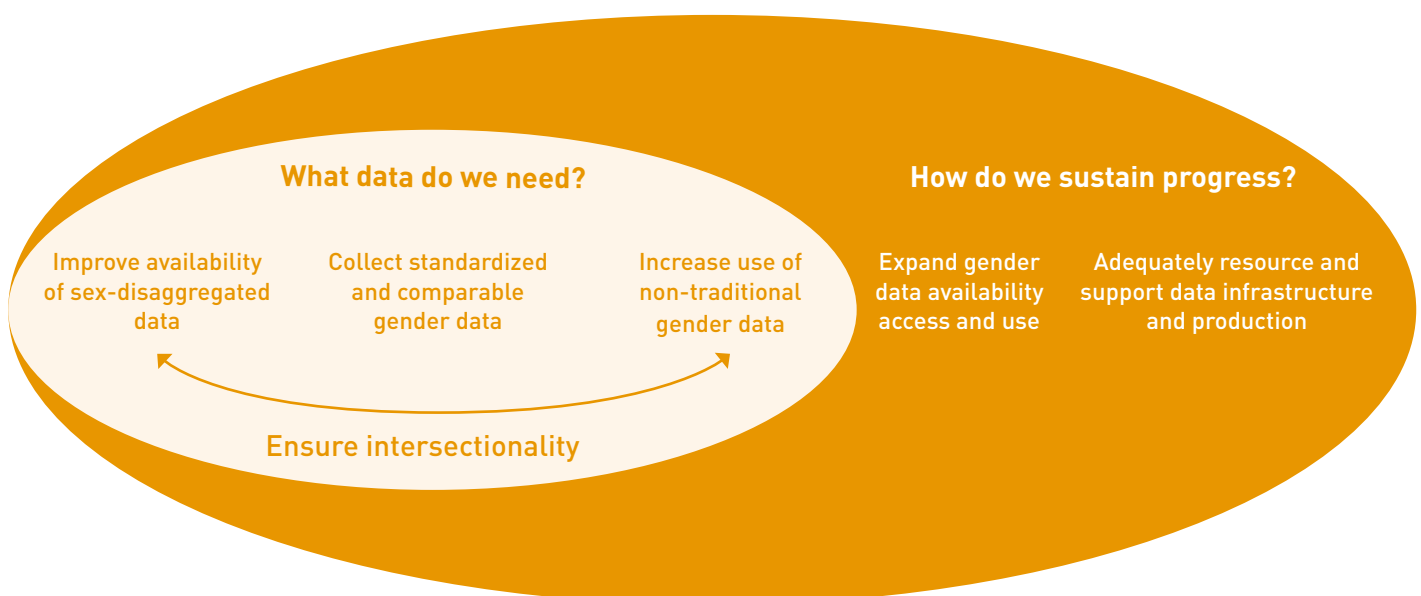 What data do we need?
Improve availability
of sex-disaggregated
data
Collect standardized
and comparable
gender data
Increase use of
non-traditional
gender data
Ensure intersectionality
How do we sustain progress?
Expand gender
data availability
access and use
Adequately resource and
support data infrastructure
and production